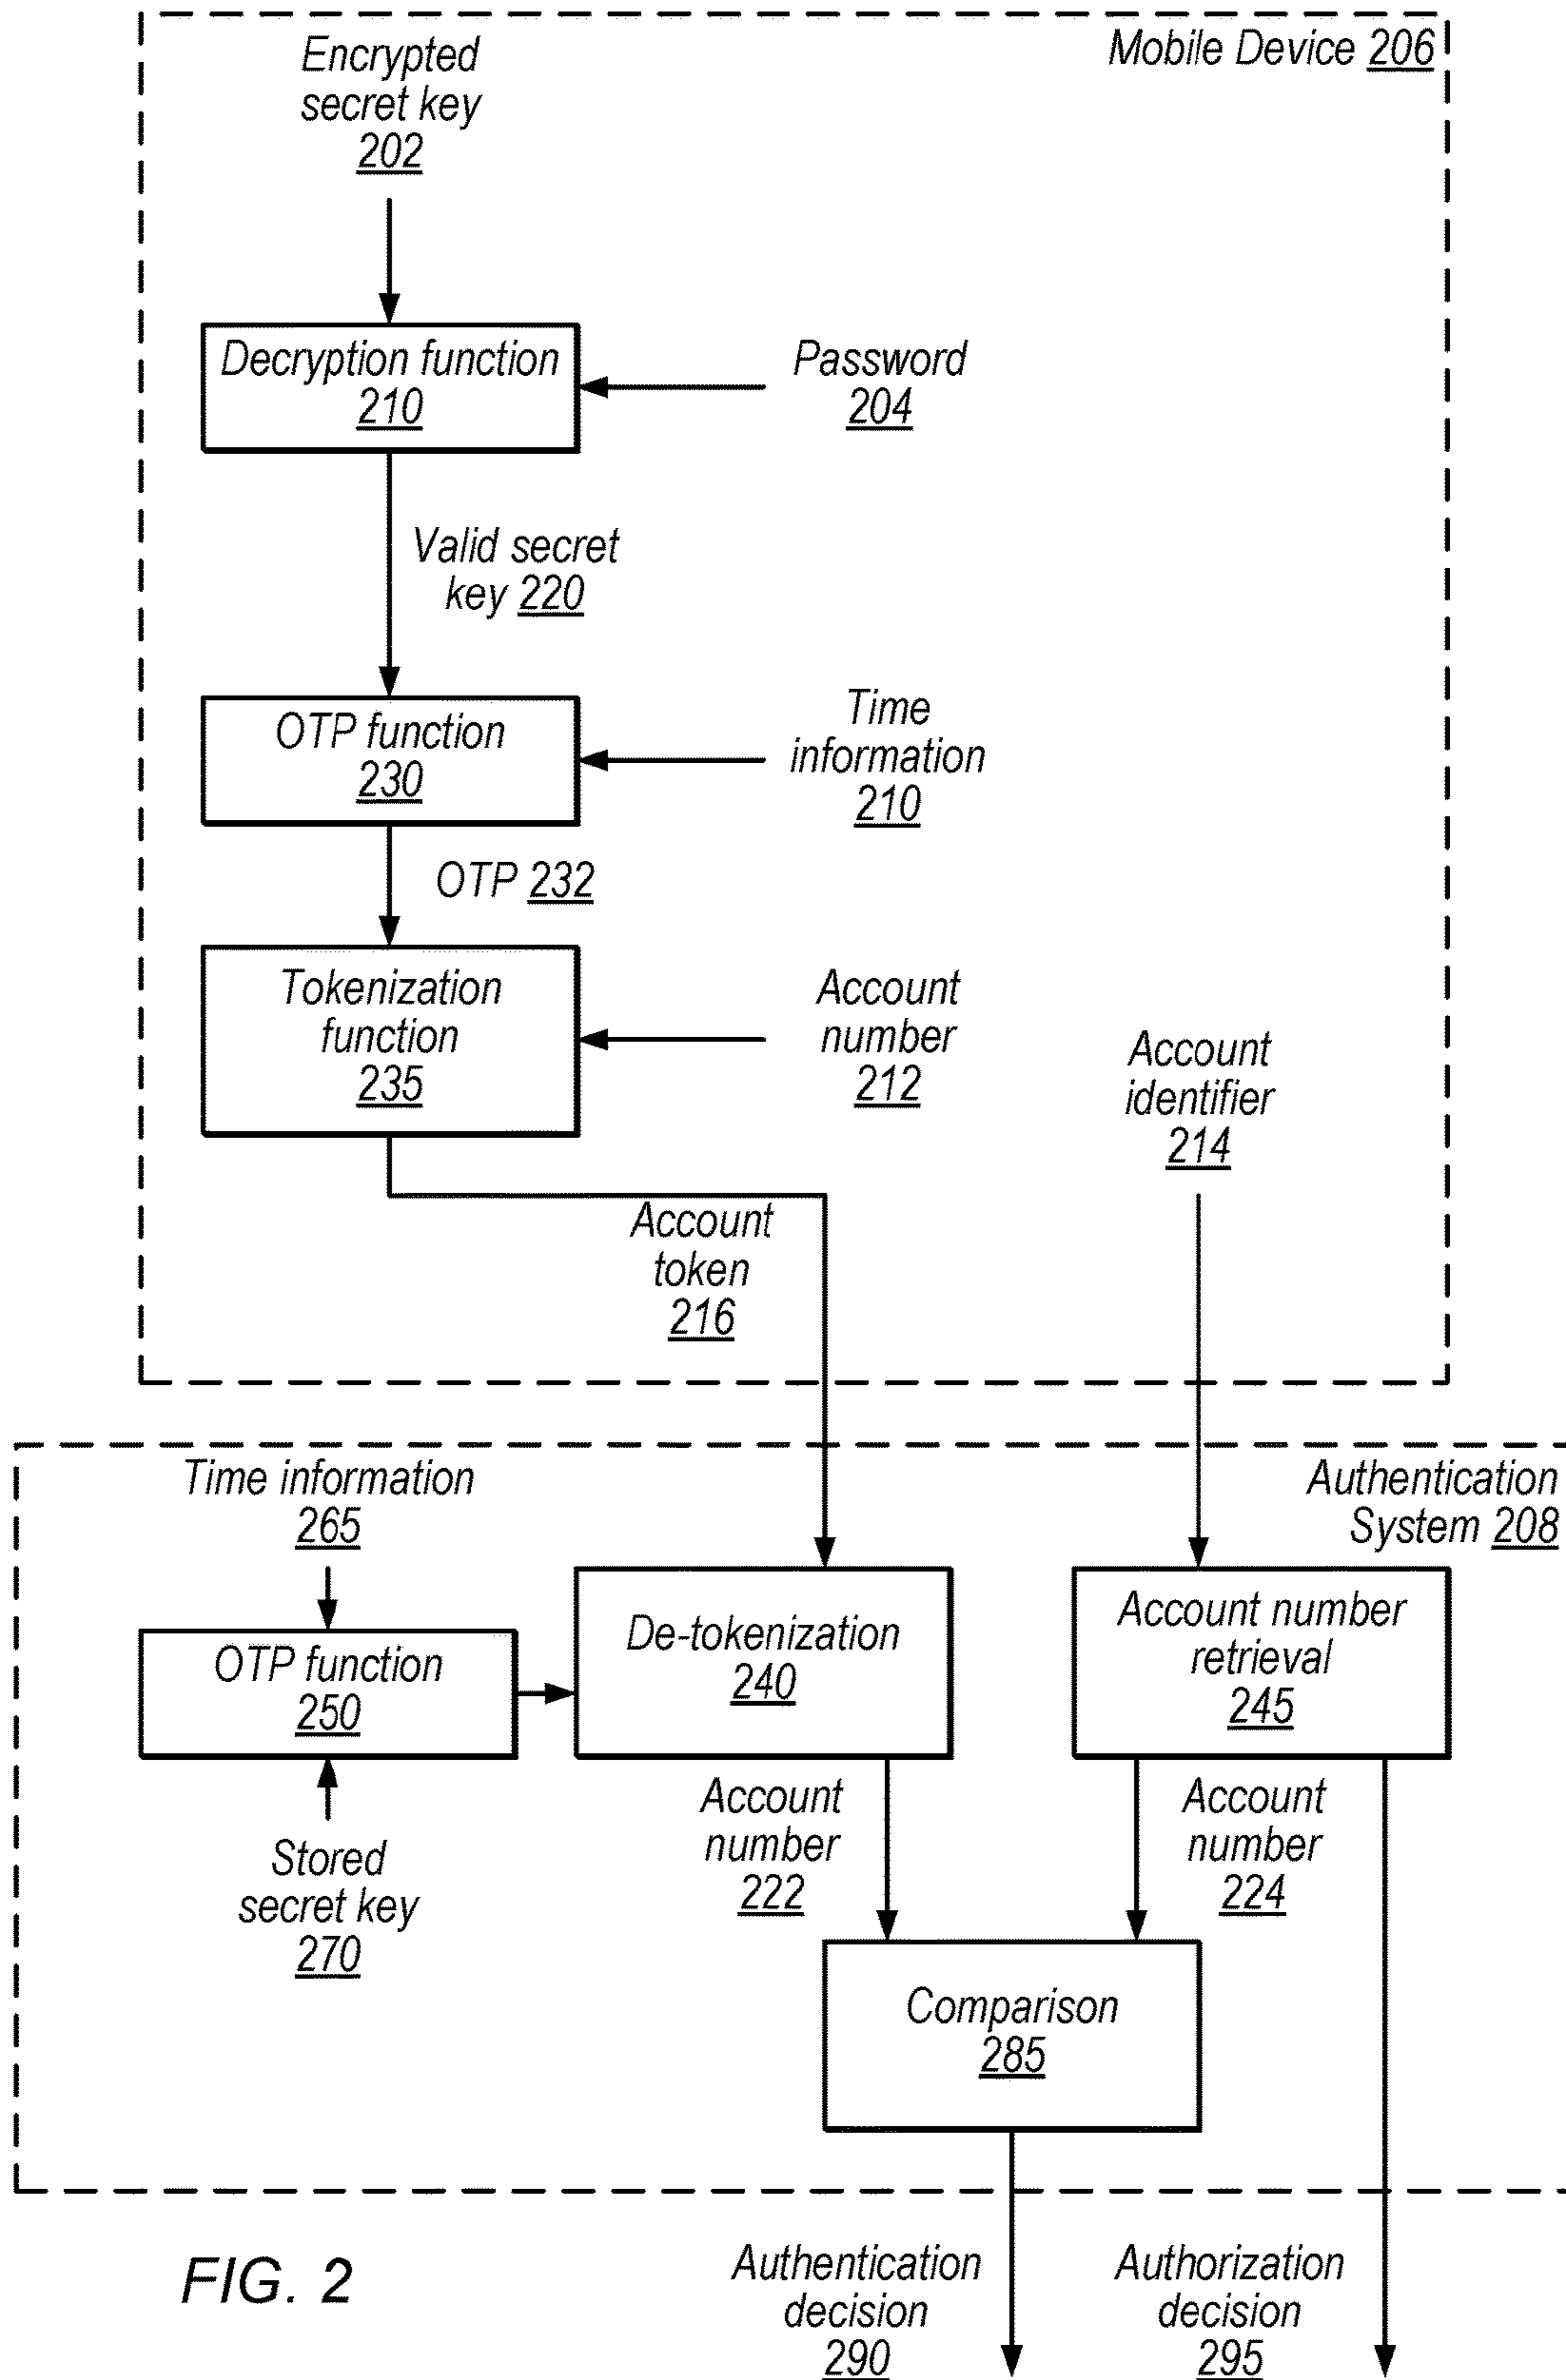 Mobile Device 206
Encrypted
secret key
202
Decryption function
210
Password
204
Valid secret
key 220
OTP function
230
Time
information
210
OTP 232
Tokenization
function
235
Account
number
212
Account
identifier
214
Account
token
216
Authentication
System 208
Time information
265
OTP function
250
Stored
secret key
270
De-tokenization
240
Account number
retrieval
245
Account
number
222
Account
number
224
Comparison
285
Authentication
decision
290
Authorization
decision
295
FIG. 2